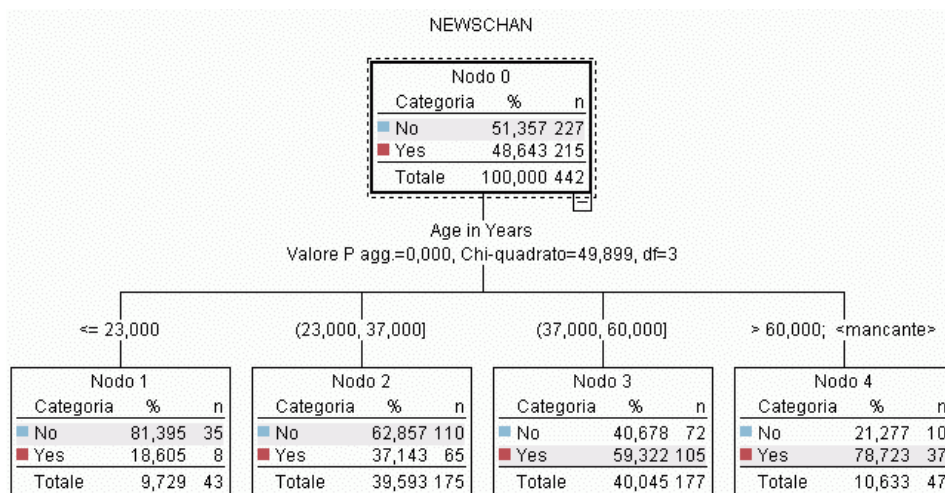 NEWSCHAN
Nodo 0
Categoria % n
No 51,357 227
Yes 48,643 215
Totale 100,000 442
Age in Years
Valore P agg.=0,000, Chi-quadrato=49,899, df=3
<= 23,000
(23,000, 37,000]
(37,000, 60,000]
> 60,000; <mancante>
Nodo 1
Categoria % n
No 81,395 35
Yes 18,605 8
Totale 9,729 43
Nodo 2
Categoria % n
No 62,857 110
Yes 37,143 65
Totale 39,593 175
Nodo 3
Categoria % n
No 40,678 72
Yes 59,322 105
Totale 40,045 177
Nodo 4
Categoria % n
No 21,277 10
Yes 78,723 37
Totale 10,633 47